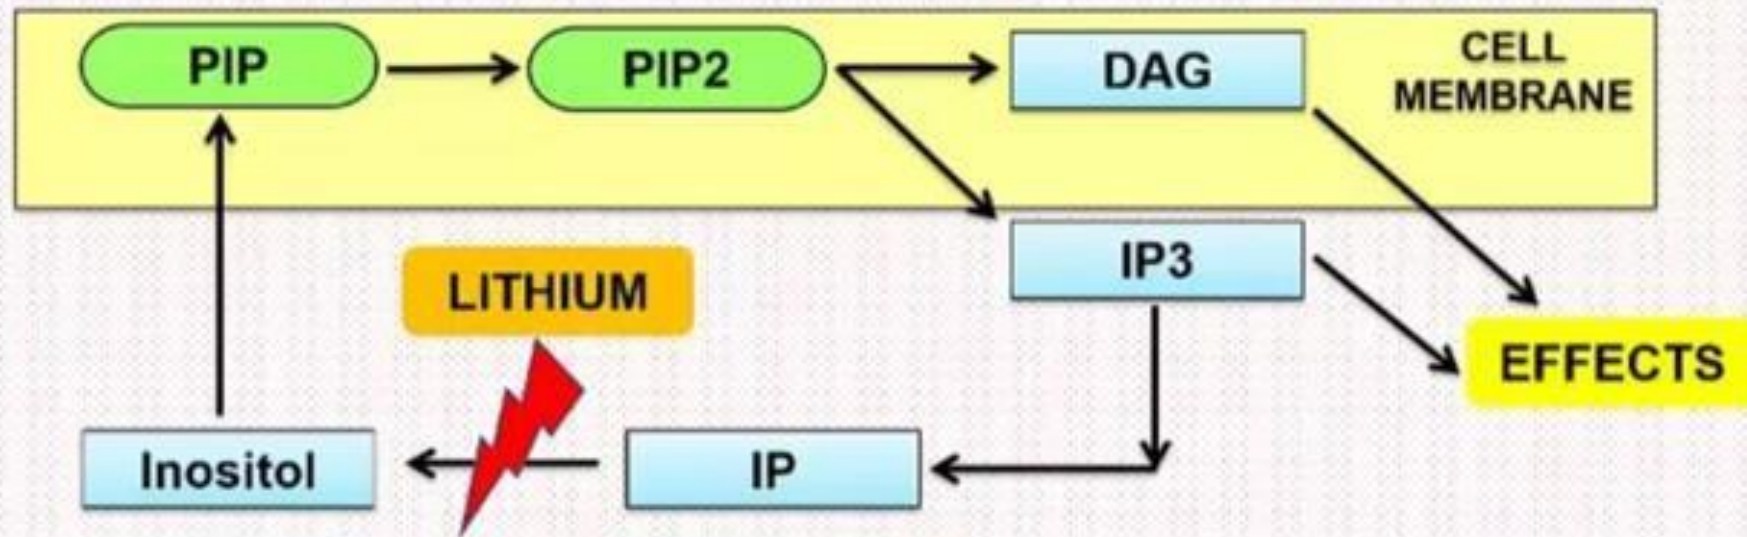 PIP
PIP2
DAG
CELL
MEMBRANE
IP3
LITHIUM
EFFECTS
Inositol
IP